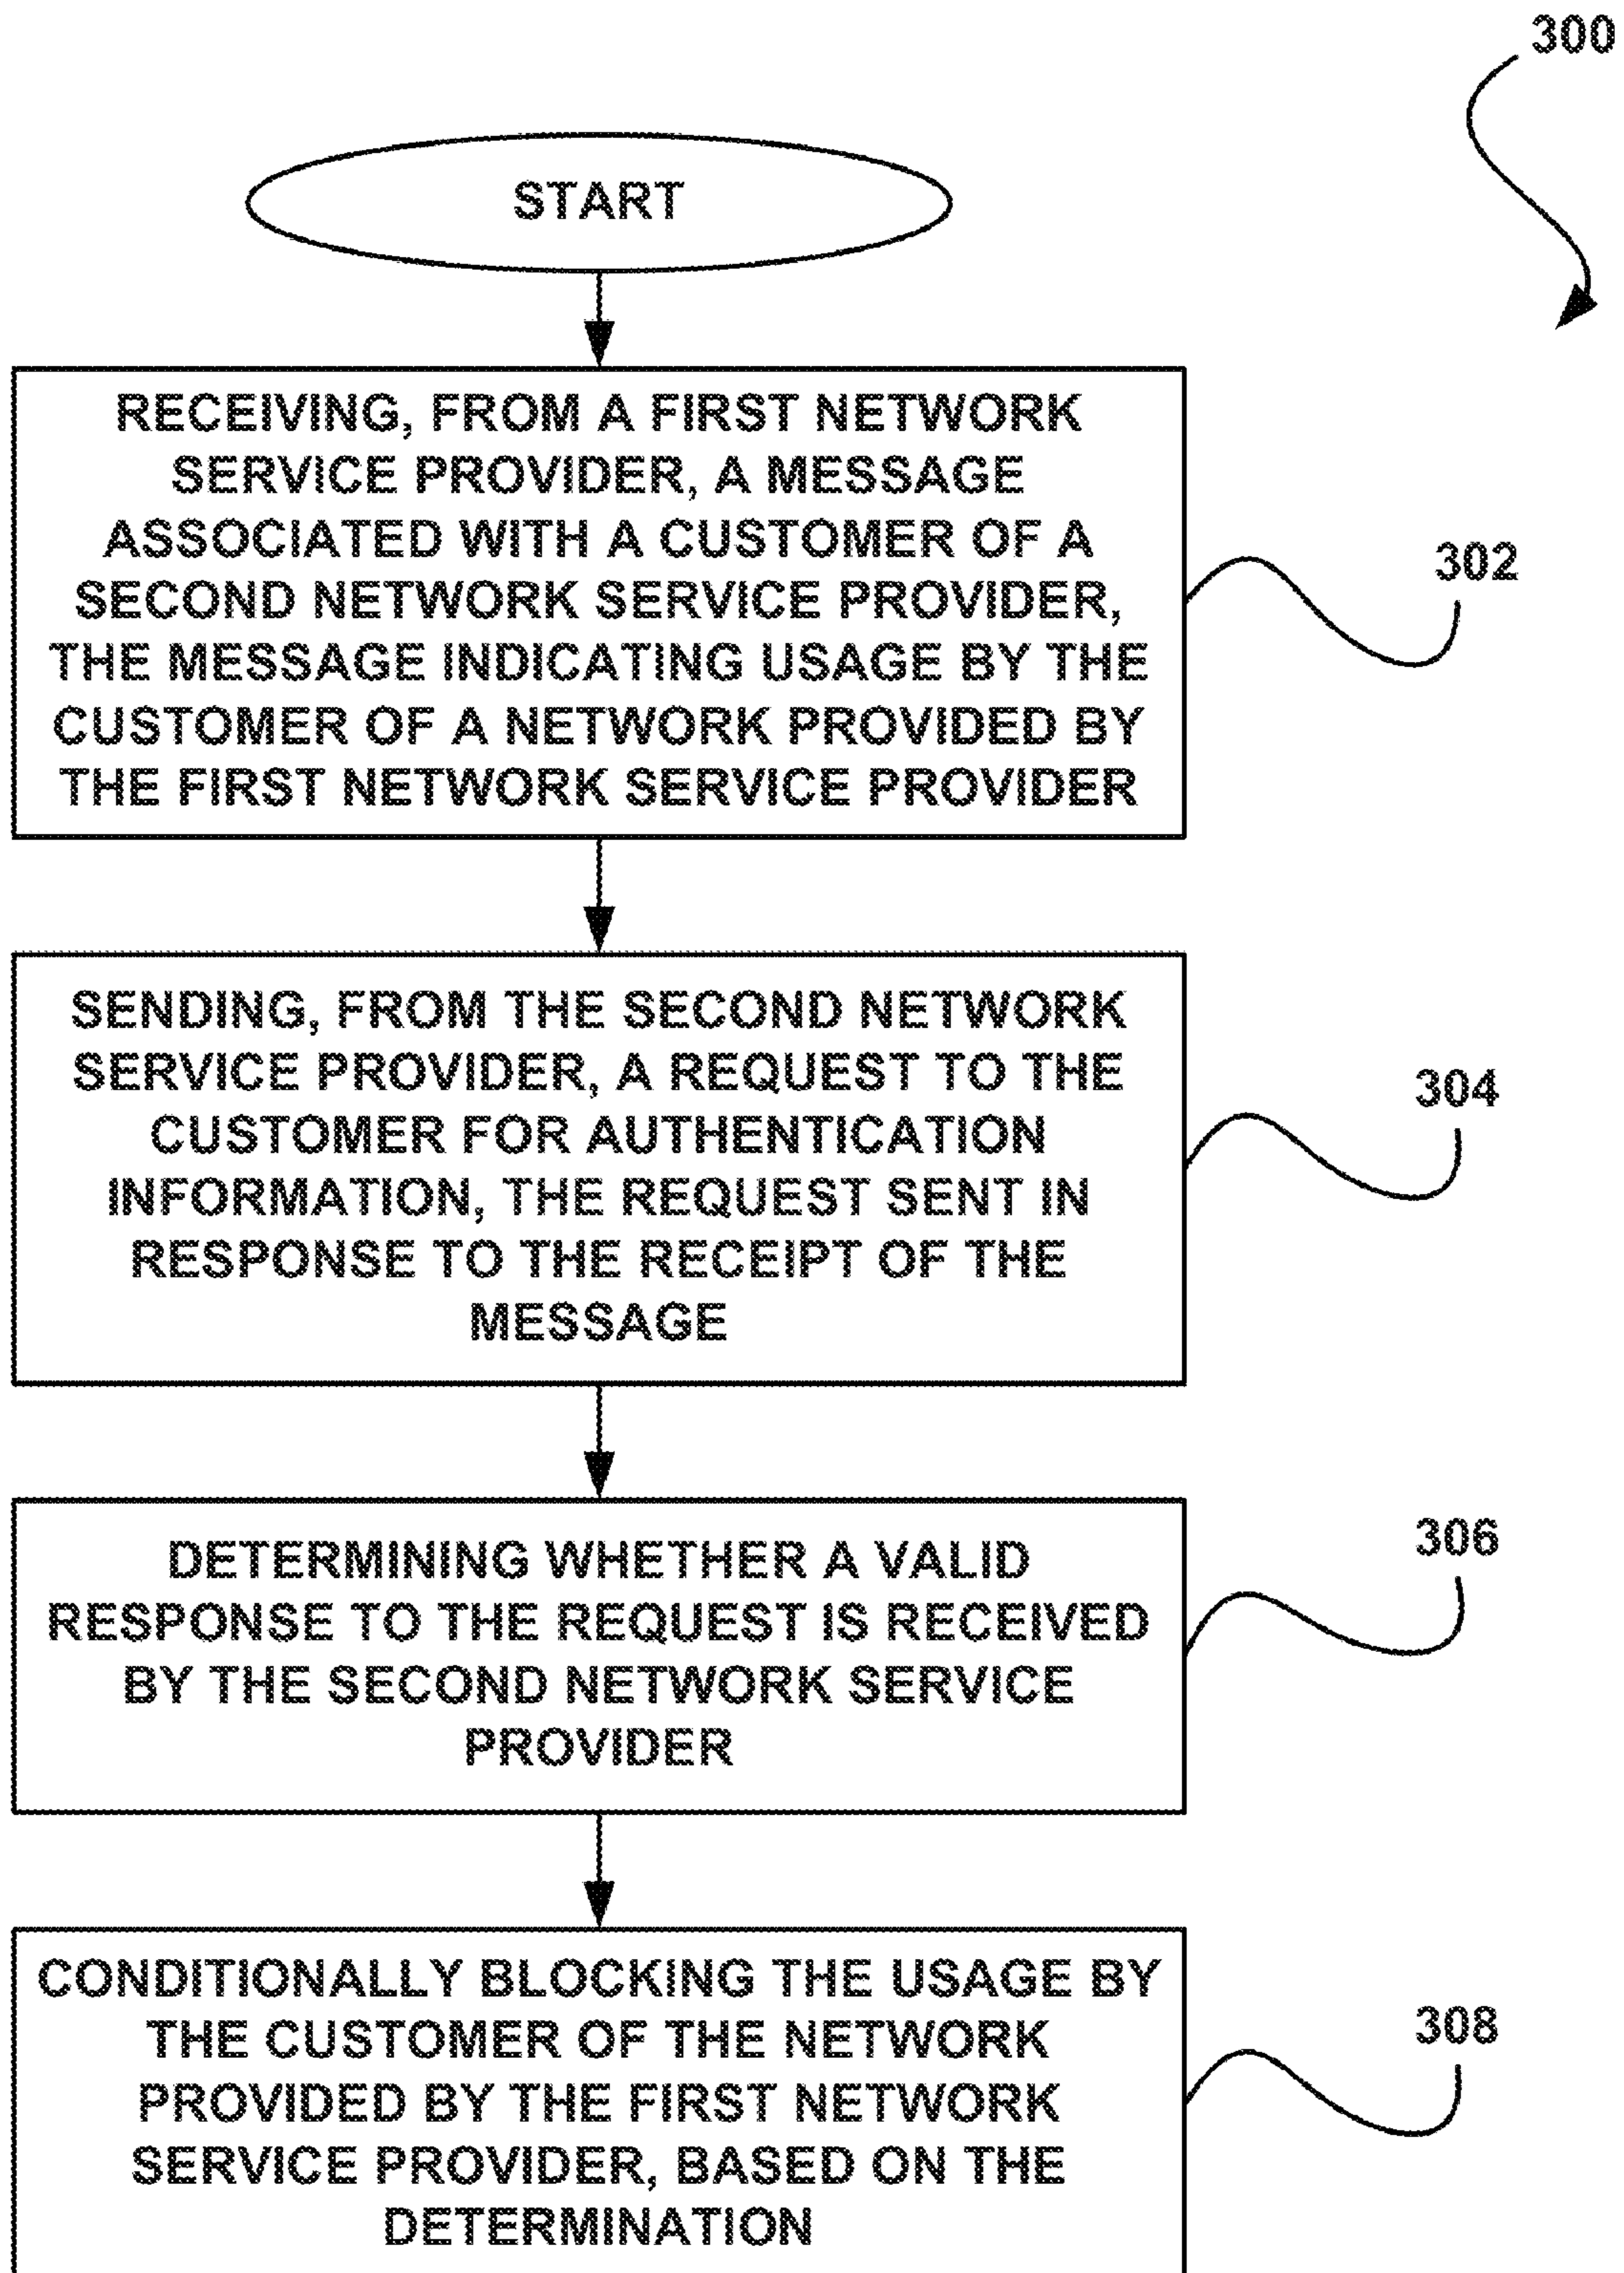 300
START
RECEIVING, FROM A FIRST NETWORK
SERVICE PROVIDER, A MESSAGE
ASSOCIATED WITH A CUSTOMER OF A
SECOND NETWORK SERVICE PROVIDER,
THE MESSAGE INDICATING USAGE BY THE
CUSTOMER OF A NETWORK PROVIDED BY
THE FIRST NETWORK SERVICE PROVIDER
302
SENDING, FROM THE SECOND NETWORK
SERVICE PROVIDER, A REQUEST TO THE
CUSTOMER FOR AUTHENTICATION
INFORMATION, THE REQUEST SENT IN
RESPONSE TO THE RECEIPT OF THE
MESSAGE
304
DETERMINING WHETHER A VALID
RESPONSE TO THE REQUEST IS RECEIVED
BY THE SECOND NETWORK SERVICE
PROVIDER
306
CONDITIONALLY BLOCKING THE USAGE BY
THE CUSTOMER OF THE NETWORK
PROVIDED BY THE FIRST NETWORK
SERVICE PROVIDER, BASED ON THE
DETERMINATION
308